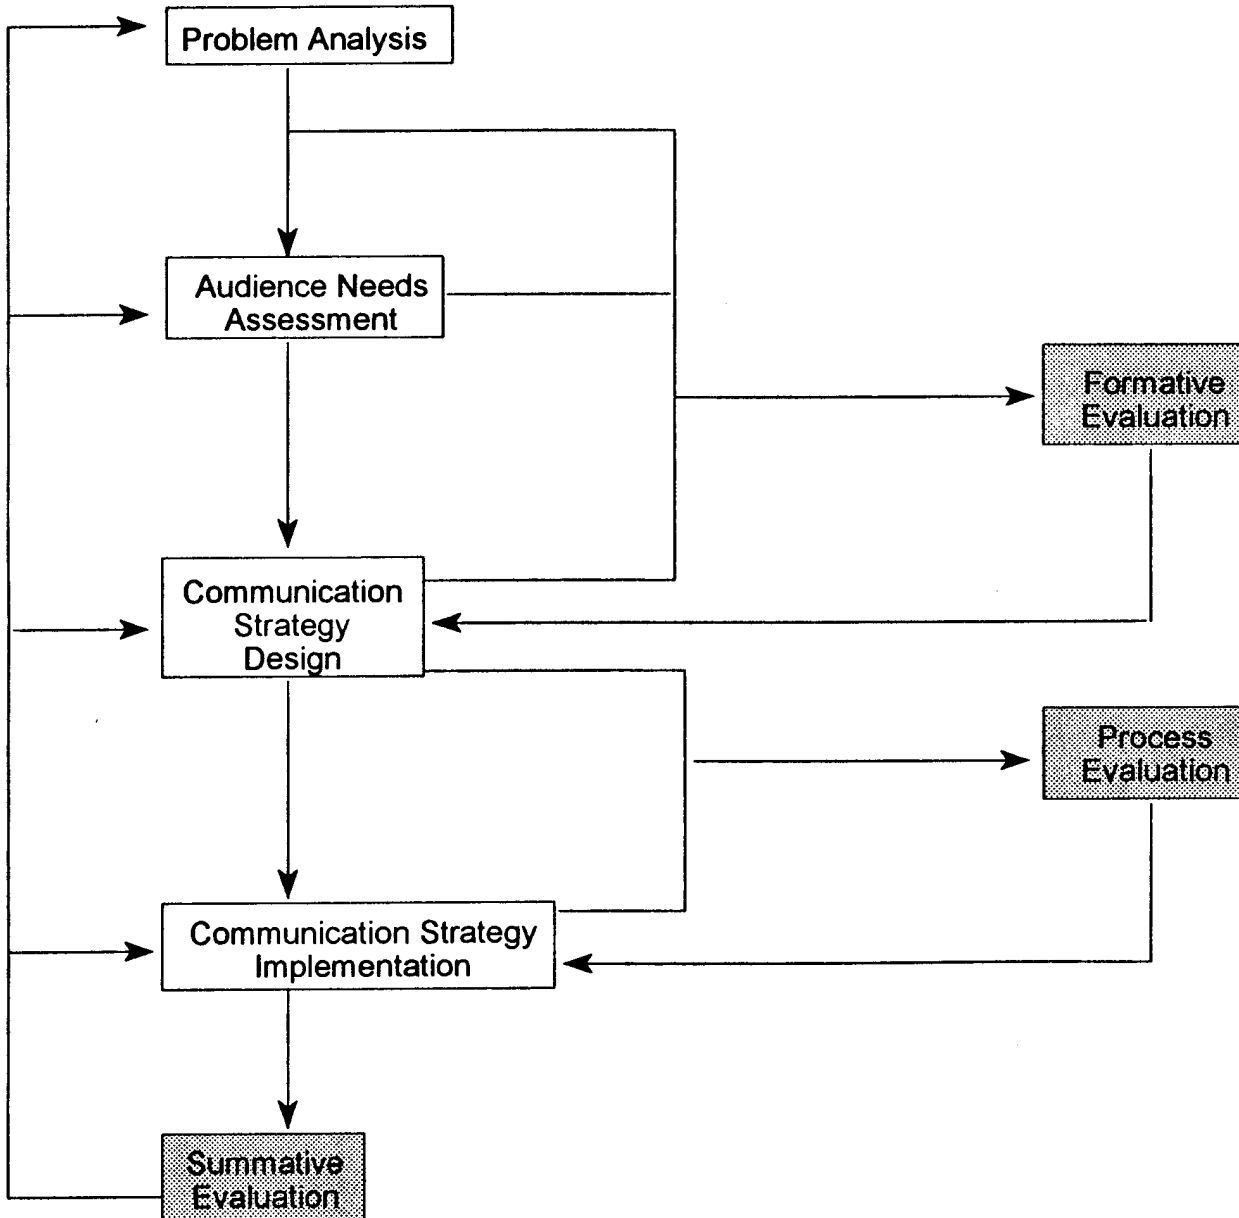 Problem Analysis
Audience Needs
Assessment
Formative
Evaluation
Communication
Strategy
Design
Process
Evaluation
Communication Strategy
Implementation
Summative
Evaluation